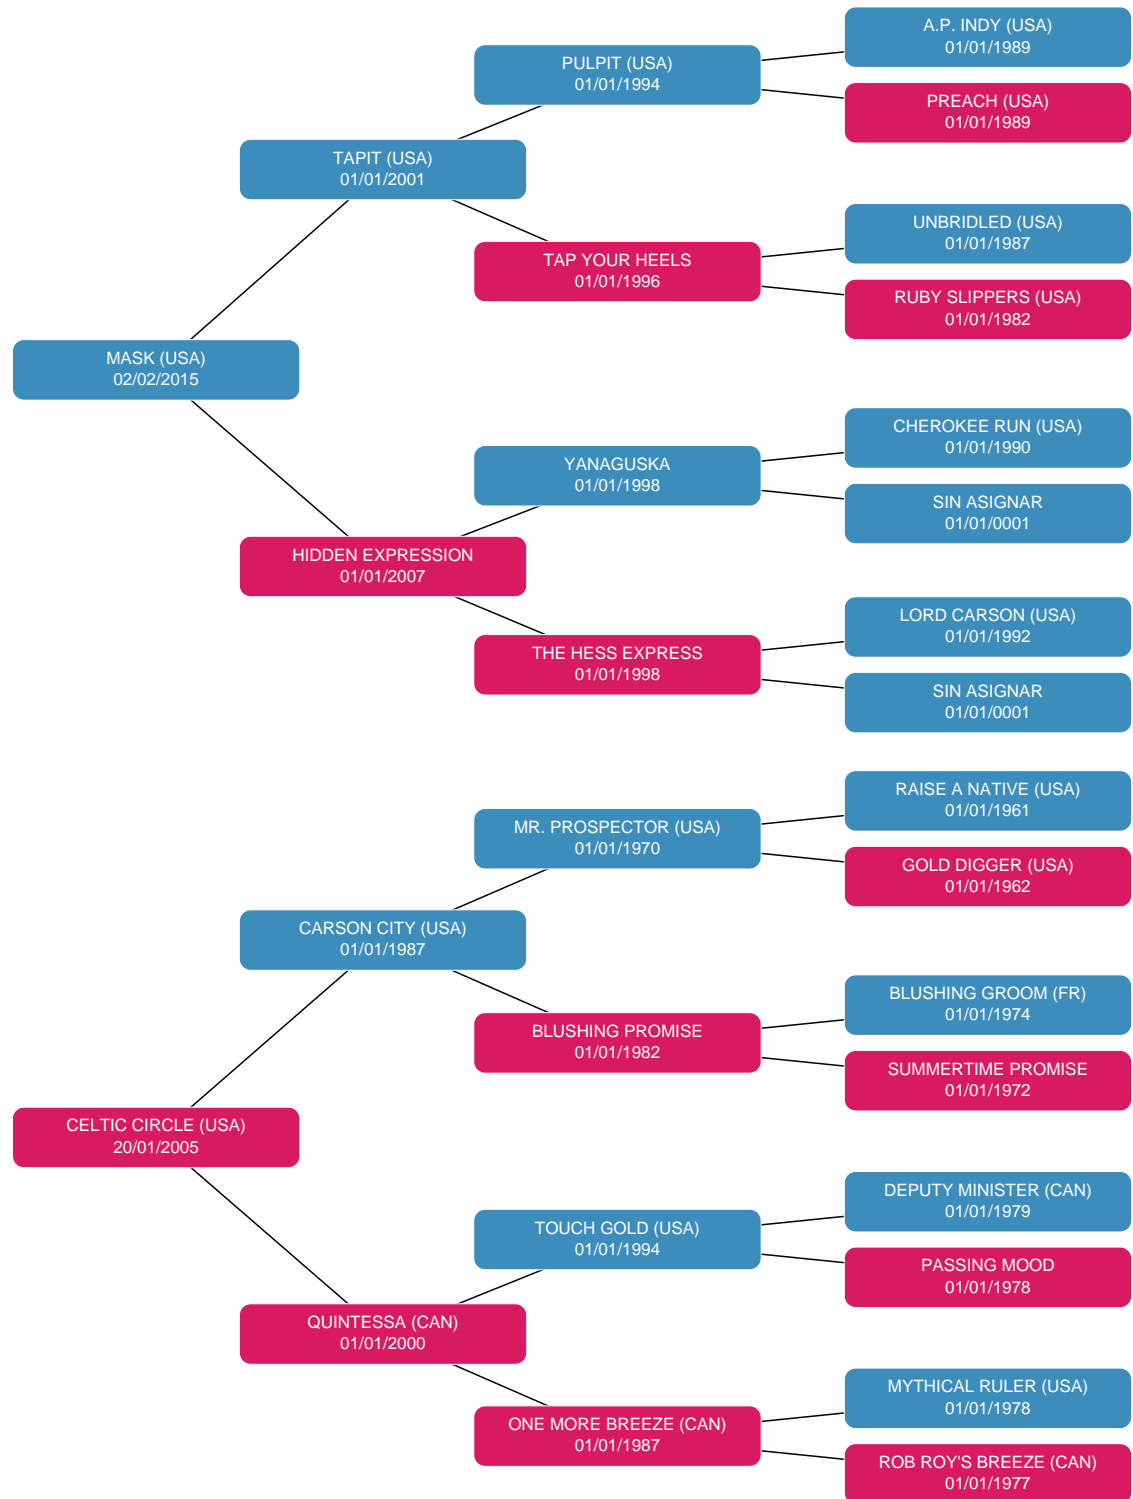 A.P. INDY (USA)
01/01/1989
PULPIT (USA)
01/01/1994
PREACH (USA)
01/01/1989
TAPIT (USA)
01/01/2001
UNBRIDLED (USA)
01/01/1987
TAP YOUR HEELS
01/01/1996
RUBY SLIPPERS (USA)
01/01/1982
MASK (USA)
02/02/2015
CHEROKEE RUN (USA)
01/01/1990
YANAGUSKA
01/01/1998
SIN ASIGNAR
01/01/0001
HIDDEN EXPRESSION
01/01/2007
LORD CARSON (USA)
01/01/1992
THE HESS EXPRESS
01/01/1998
SIN ASIGNAR
01/01/0001
RAISE A NATIVE (USA)
01/01/1961
MR. PROSPECTOR (USA)
01/01/1970
GOLD DIGGER (USA)
01/01/1962
CARSON CITY (USA)
01/01/1987
BLUSHING GROOM (FR)
01/01/1974
BLUSHING PROMISE
01/01/1982
SUMMERTIME PROMISE
01/01/1972
CELTIC CIRCLE (USA)
20/01/2005
DEPUTY MINISTER (CAN)
01/01/1979
TOUCH GOLD (USA)
01/01/1994
PASSING MOOD
01/01/1978
QUINTESSA (CAN)
01/01/2000
MYTHICAL RULER (USA)
01/01/1978
ONE MORE BREEZE (CAN)
01/01/1987
ROB ROY'S BREEZE (CAN)
01/01/1977